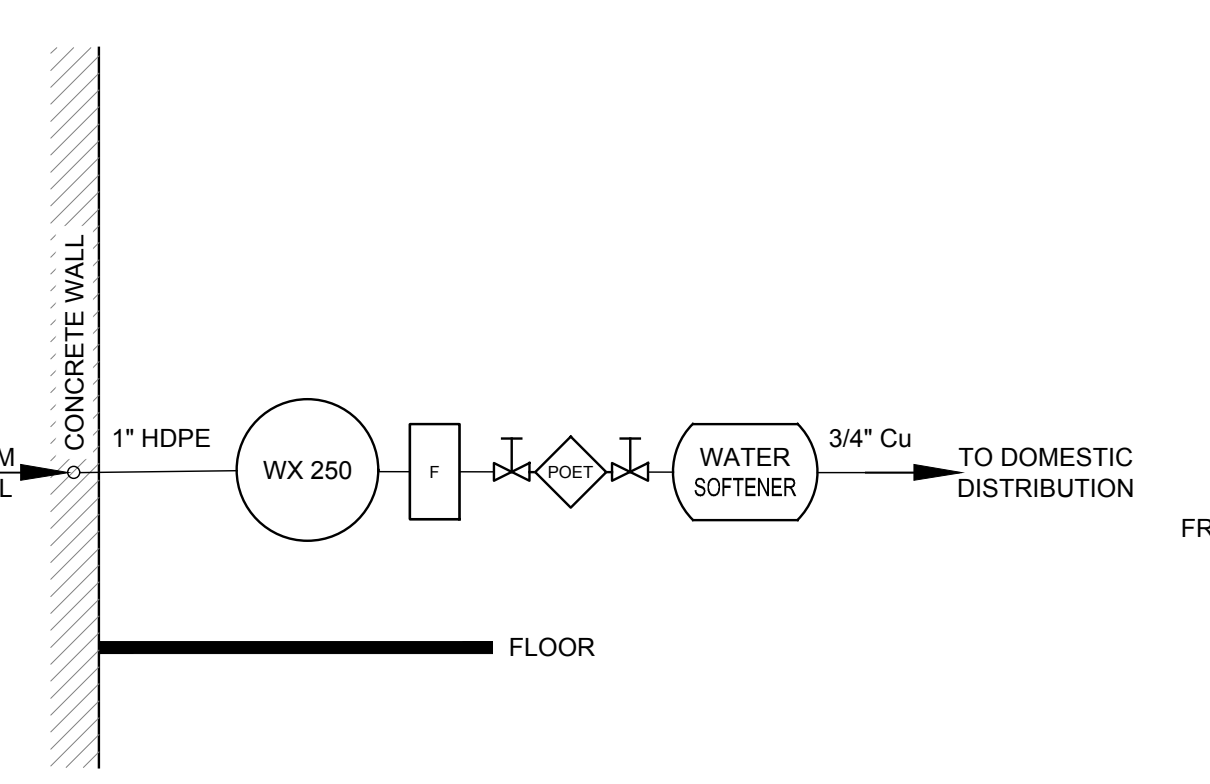 CONCRETE WALL
1" HDPE
WX 250
F
POET
WATER
SOFTENER
3/4" Cu
TO DOMESTIC
DISTRIBUTION
FLOOR